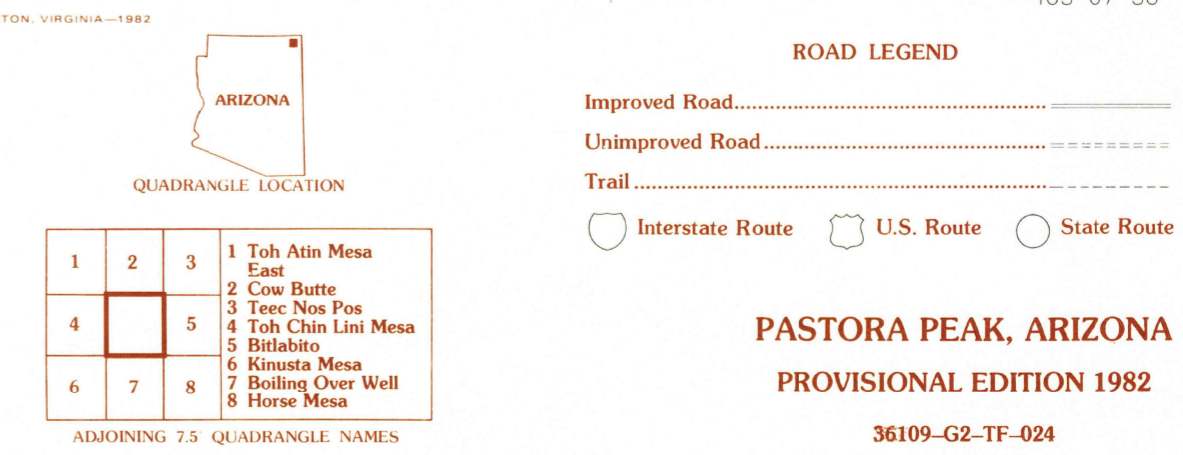 TON, VIRGINIA—1982
ARIZONA
QUADRANGLE LOCATION
ROAD LEGEND
Improved Road
Unimproved Road
Trail
Interstate Route
U.S. Route
State Route
1 2 3
4 5
6 7 8
1 Toh Atin Mesa
East
2 Cow Butte
3 Teec Nos Pos
4 Toh Chin Lini Mesa
5 Bitlabito
6 Kinusta Mesa
7 Boiling Over Well
8 Horse Mesa
ADJOINING 7.5' QUADRANGLE NAMES
PASTORA PEAK, ARIZONA
PROVISIONAL EDITION 1982
36109–G2–TF–024